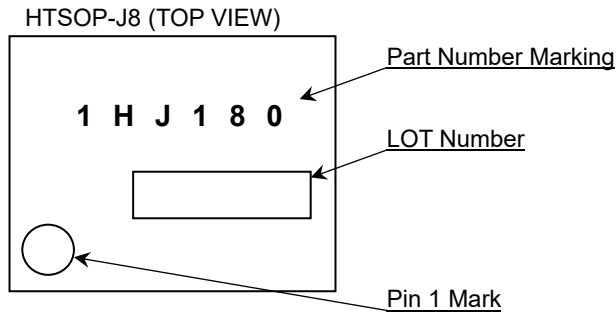 HTSOP-J8 (TOP VIEW)
Part Number Marking
1 H J 1 8 0
LOT Number
Pin 1 Mark